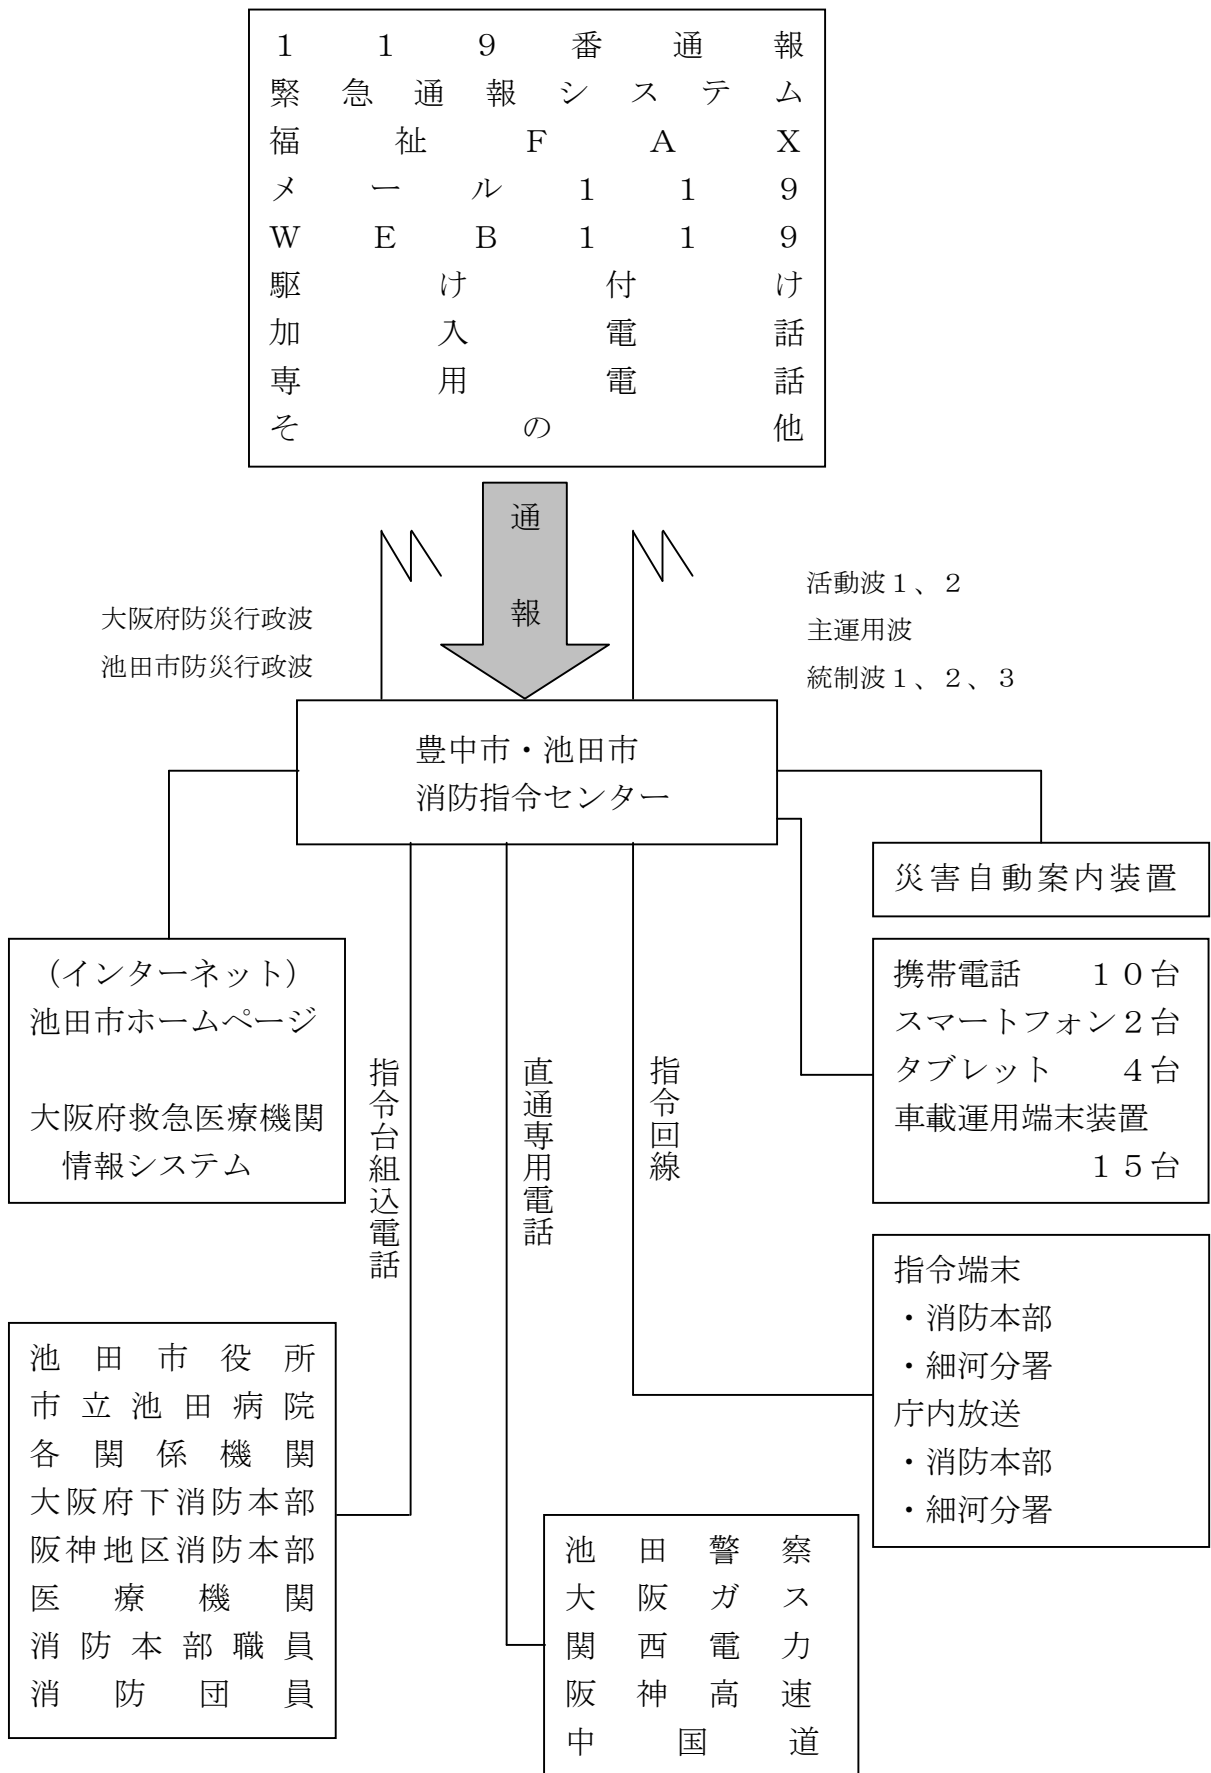 １１９番通報
緊急通報システム
福祉ＦＡＸ
メール１１９
ＷＥＢ１１９
駆け付け
加入電話
専用電話
その他
通報
大阪府防災行政波
池田市防災行政波
活動波１、２
主運用波
統制波１、２、３
豊中市・池田市
消防指令センター
災害自動案内装置
（インターネット）
池田市ホームページ
大阪府救急医療機関
情報システム
携帯電話　　１０台
スマートフォン２台
タブレット　　４台
車載運用端末装置
１５台
指令台組込電話
直通専用電話
指令回線
指令端末
・消防本部
・細河分署
庁内放送
・消防本部
・細河分署
池田市役所
市立池田病院
各関係機関
大阪府下消防本部
阪神地区消防本部
医療機関
消防本部職員
消防団員
池田警察
大阪ガス
関西電力
阪神高速
中国道